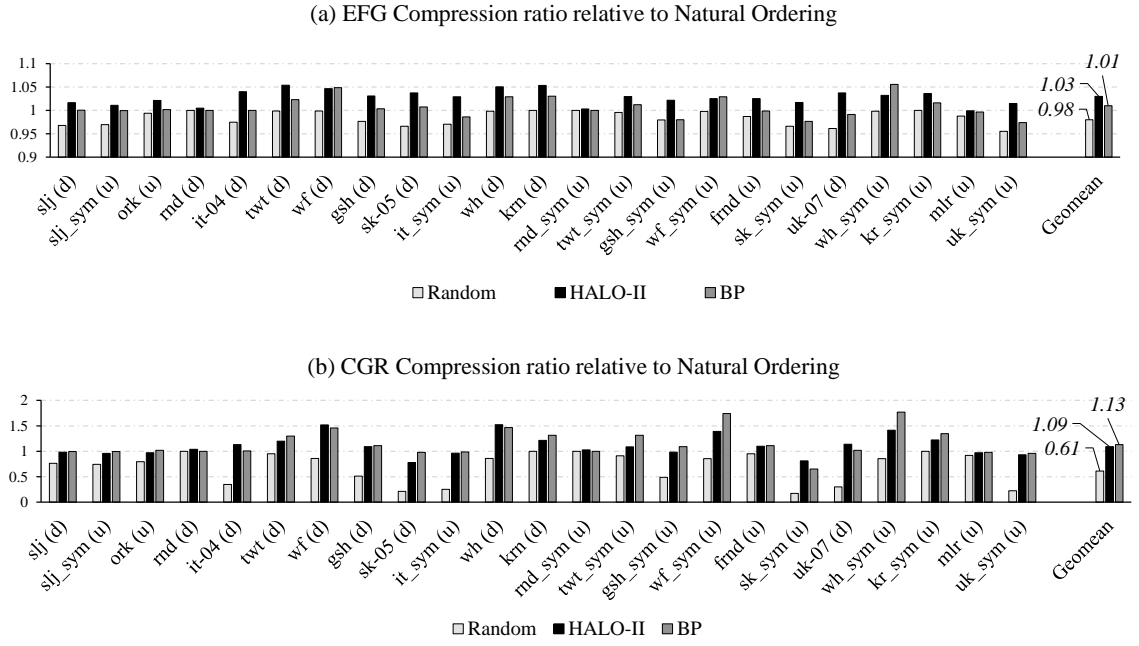 (a) EFG Compression ratio relative to Natural Ordering
1.1
1.05
1
0.95
0.9
1.01
1.03
0.98
slj (d)
slj_sym (u)
ork (u)
rnd (d)
it-04 (d)
twt (d)
wf (d)
gsh (d)
sk-05 (d)
it_sym (u)
wh (d)
krn (d)
rnd_sym (u)
twt_sym (u)
gsh_sym (u)
wf_sym (u)
frnd (u)
sk_sym (u)
uk-07 (d)
wh_sym (u)
kr_sym (u)
mlr (u)
uk_sym (u)
Geomean
Random HALO-II BP
(b) CGR Compression ratio relative to Natural Ordering
2
1.5
1
0.5
0
1.13
1.09
0.61
slj (d)
slj_sym (u)
ork (u)
rnd (d)
it-04 (d)
twt (d)
wf (d)
gsh (d)
sk-05 (d)
it_sym (u)
wh (d)
krn (d)
rnd_sym (u)
twt_sym (u)
gsh_sym (u)
wf_sym (u)
frnd (u)
sk_sym (u)
uk-07 (d)
wh_sym (u)
kr_sym (u)
mlr (u)
uk_sym (u)
Geomean
Random HALO-II BP